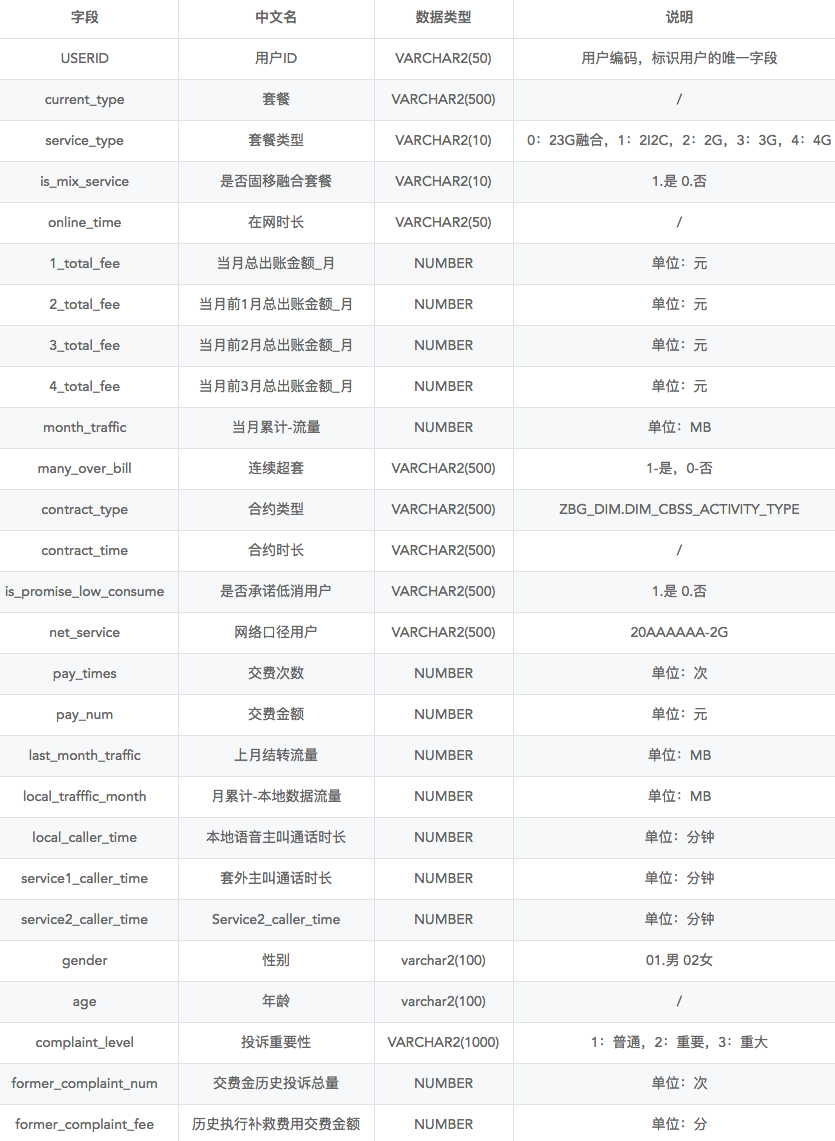 字段 中文名 数据类型 说明
USERID 用户ID VARCHAR2(50) 用户编码，标识用户的唯一字段
current_type 套餐 VARCHAR2(500) /
service_type 套餐类型 VARCHAR2(10) 0：23G融合，1：2I2C，2：2G，3：3G，4：4G
is_mix_service 是否固移融合套餐 VARCHAR2(10) 1.是 0.否
online_time 在网时长 VARCHAR2(50) /
1_total_fee 当月总出账金额_月 NUMBER 单位：元
2_total_fee 当月前1月总出账金额_月 NUMBER 单位：元
3_total_fee 当月前2月总出账金额_月 NUMBER 单位：元
4_total_fee 当月前3月总出账金额_月 NUMBER 单位：元
month_traffic 当月累计-流量 NUMBER 单位：MB
many_over_bill 连续超套 VARCHAR2(500) 1-是，0-否
contract_type 合约类型 VARCHAR2(500) ZBG_DIM.DIM_CBSS_ACTIVITY_TYPE
contract_time 合约时长 VARCHAR2(500) /
is_promise_low_consume 是否承诺低消用户 VARCHAR2(500) 1.是 0.否
net_service 网络口径用户 VARCHAR2(500) 20AAAAAA-2G
pay_times 交费次数 NUMBER 单位：次
pay_num 交费金额 NUMBER 单位：元
last_month_traffic 上月结转流量 NUMBER 单位：MB
local_trafffic_month 月累计-本地数据流量 NUMBER 单位：MB
local_caller_time 本地语音主叫通话时长 NUMBER 单位：分钟
service1_caller_time 套外主叫通话时长 NUMBER 单位：分钟
service2_caller_time Service2_caller_time NUMBER 单位：分钟
gender 性别 varchar2(100) 01.男 02女
age 年龄 varchar2(100) /
complaint_level 投诉重要性 VARCHAR2(1000) 1：普通，2：重要，3：重大
former_complaint_num 交费金历史投诉总量 NUMBER 单位：次
former_complaint_fee 历史执行补救费用交费金额 NUMBER 单位：分